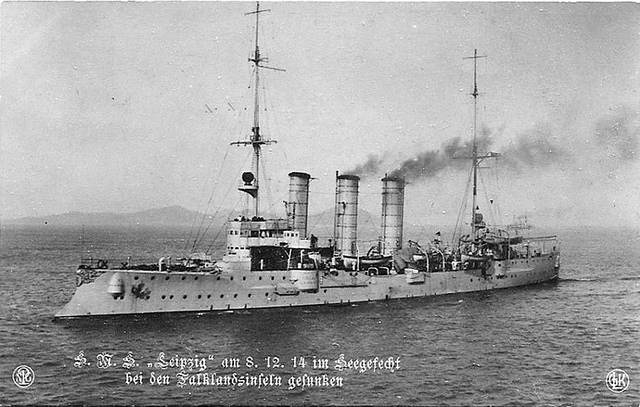 S. M. S. „Leipzig" am 8. 12. 14 im Seegefecht
bei den Falklandsinseln gesunken